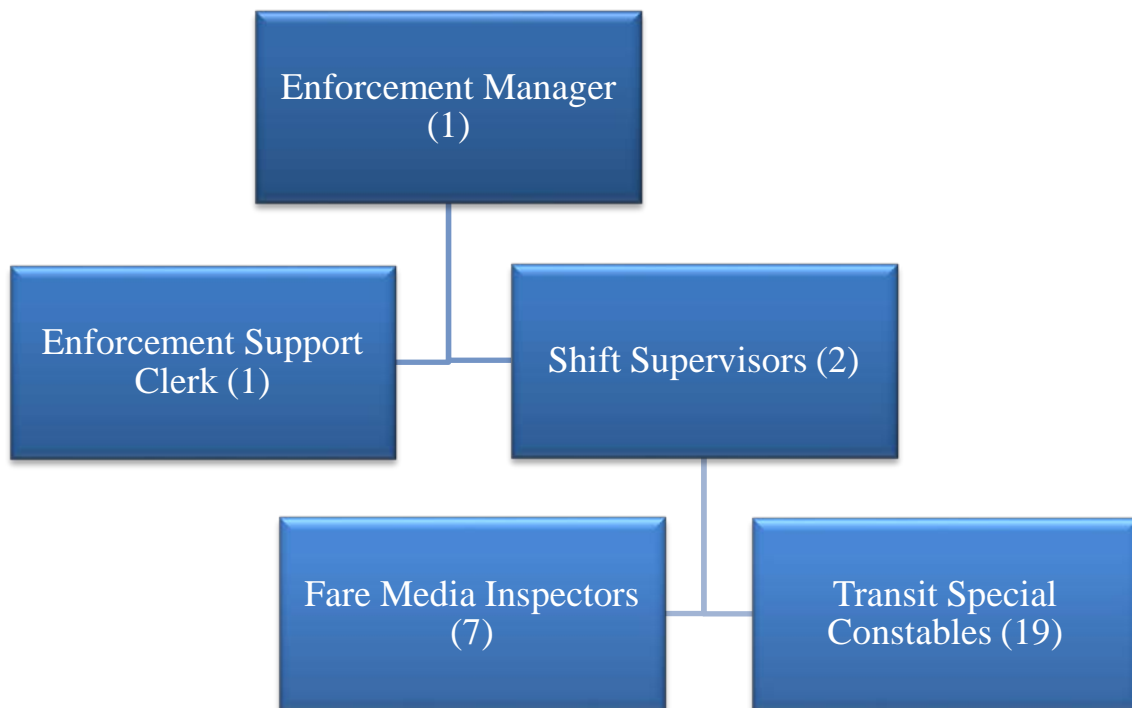 Enforcement Manager
(1)
Enforcement Support
Clerk (1)
Shift Supervisors (2)
Fare Media Inspectors
(7)
Transit Special
Constables (19)